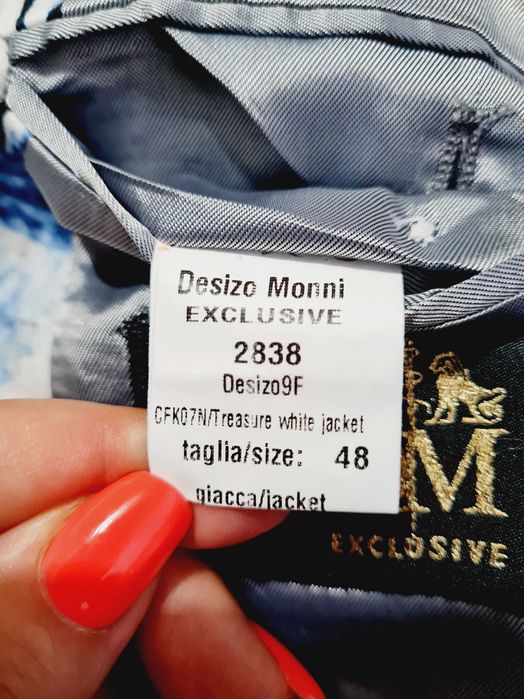 Desizo Monni
EXCLUSIVE
2838
Desizo9F
CFK07N/Treasure white jacket
taglia/size: 48
giacca/jacket
M
EXCLUSIVE